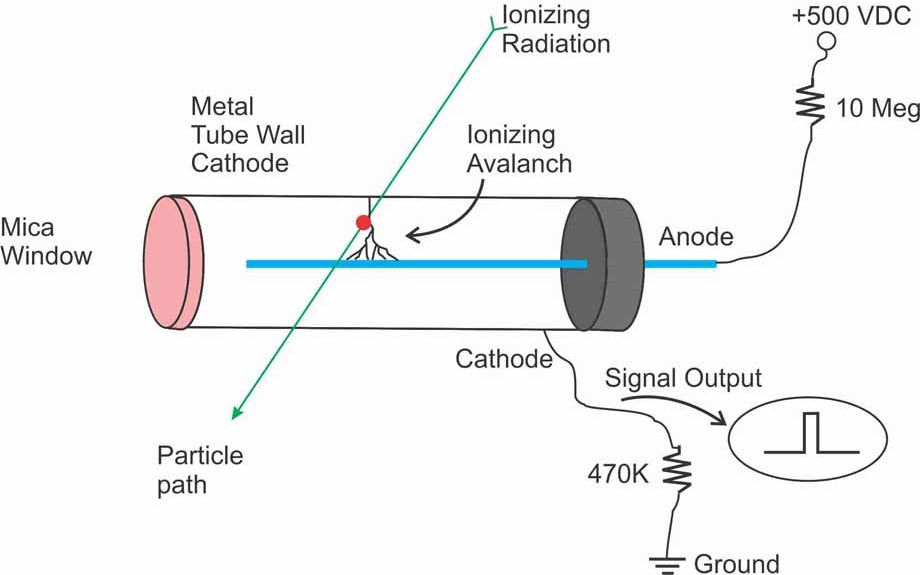 Ionizing
Radiation
+500 VDC
10 Meg
Metal
Tube Wall
Cathode
Ionizing
Avalanch
Mica
Window
Anode
Cathode
Signal Output
Particle
path
470K
Ground